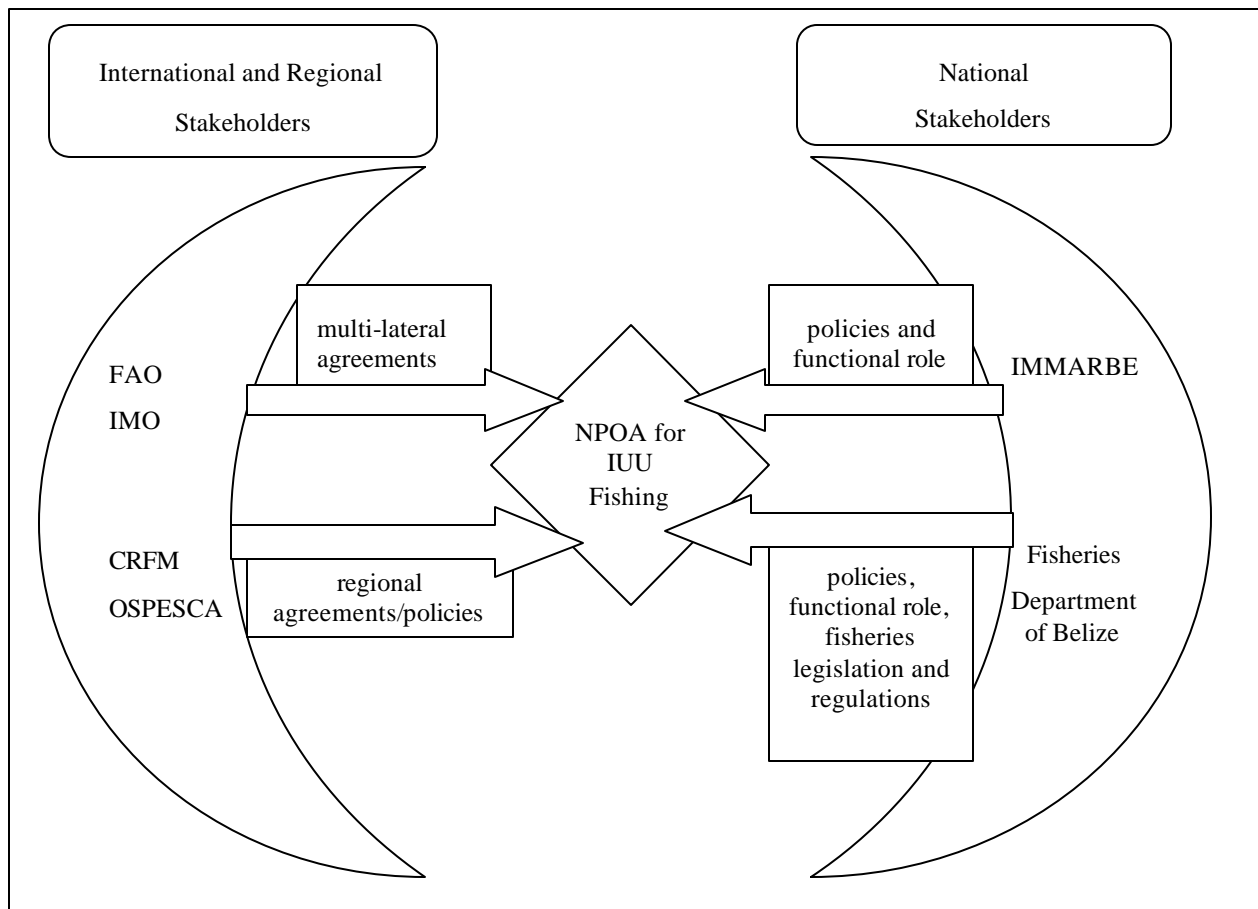 International and Regional
Stakeholders
National
Stakeholders
multi-lateral
agreements
FAO
IMO
CRFM
OSPESCA
regional
agreements/policies
NPOA for
IUU
Fishing
policies and
functional role
IMMARBE
policies,
functional role,
fisheries
legislation and
regulations
Fisheries
Department
of Belize